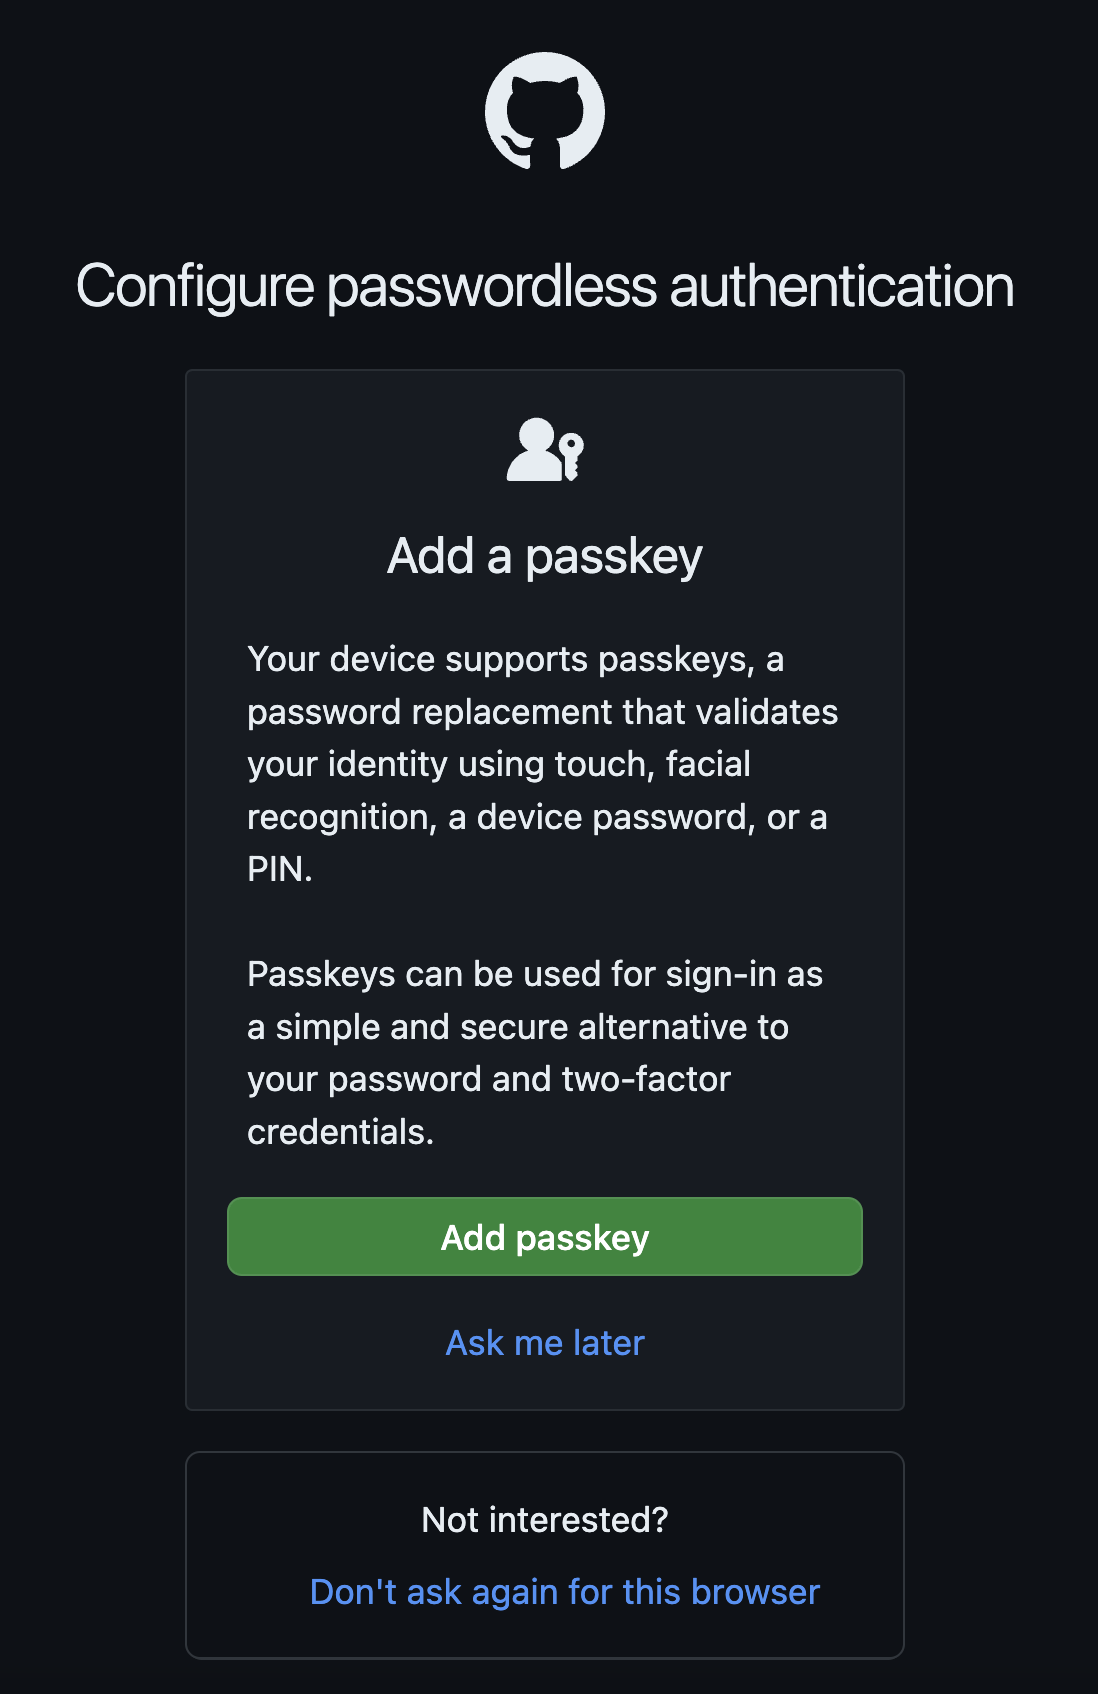 Configure passwordless authentication
Add a passkey
Your device supports passkeys, a
password replacement that validates
your identity using touch, facial
recognition, a device password, or a
PIN.
Passkeys can be used for sign-in as
a simple and secure alternative to
your password and two-factor
credentials.
Add passkey
Ask me later
Not interested?
Don't ask again for this browser